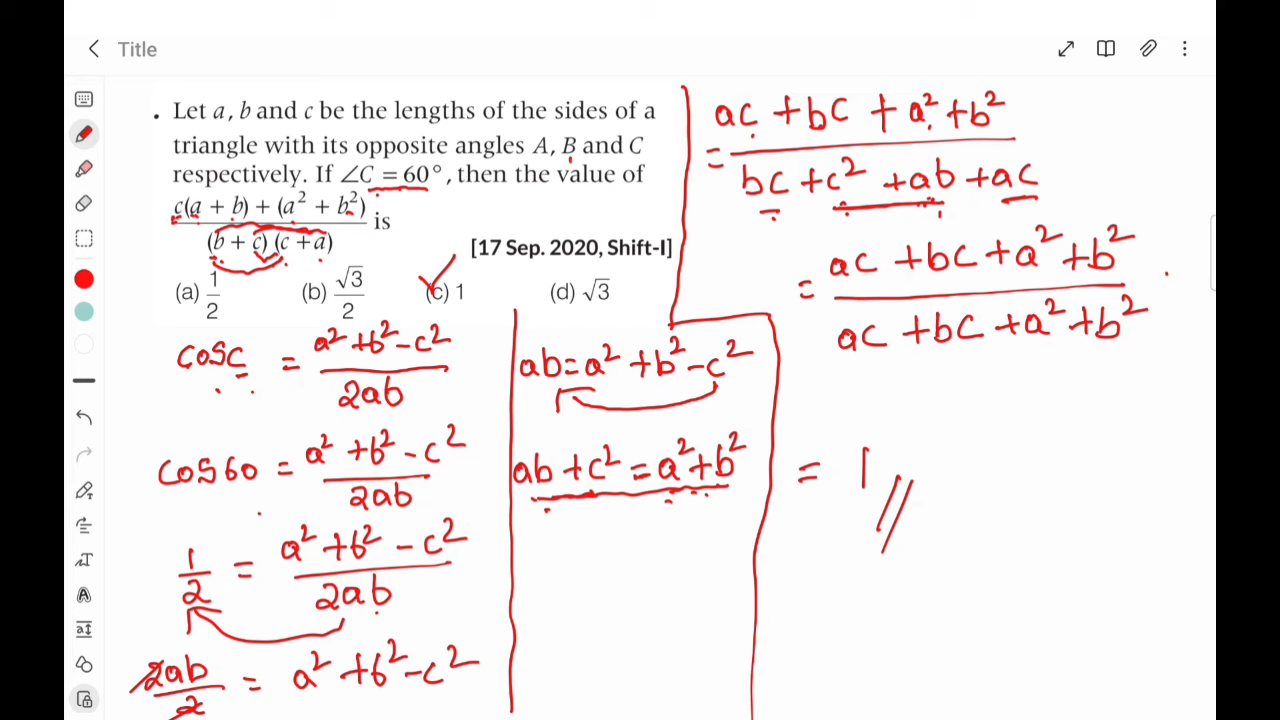 Title
. Let a, b and c be the lengths of the sides of a
triangle with its opposite angles A, B and C
respectively. If ∠C = 60°, then the value of
c(a + b) + (a² + b²) / (b + c) (c + a) is
[17 Sep. 2020, Shift-I]
(a) 1/2 (b) √3/2 (c) 1 (d) √3
cosc = a² + b² - c² / 2ab
cos 60 = a² + b² - c² / 2ab
1/2 = a² + b² - c² / 2ab
2ab/2 = a² + b² - c²
ab = a² + b² - c²
ab + c² = a² + b²
= ac + bc + a² + b² / bc + c² + ab + ac
= ac + bc + a² + b² / ac + bc + a² + b²
= 1 //